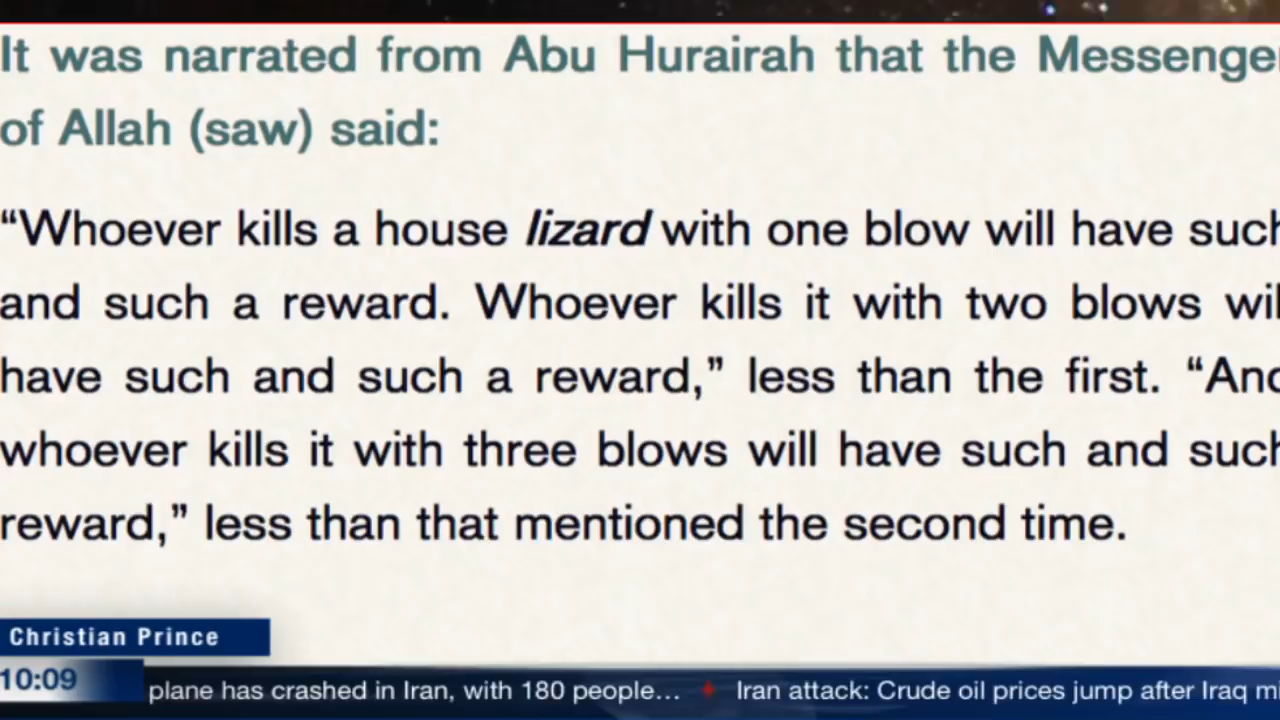 It was narrated from Abu Hurairah that the Messenger
of Allah (saw) said:
“Whoever kills a house lizard with one blow will have such
and such a reward. Whoever kills it with two blows will
have such and such a reward,” less than the first. “And
whoever kills it with three blows will have such and such
reward,” less than that mentioned the second time.
Christian Prince
10:09
plane has crashed in Iran, with 180 people... ♦ Iran attack: Crude oil prices jump after Iraq mi